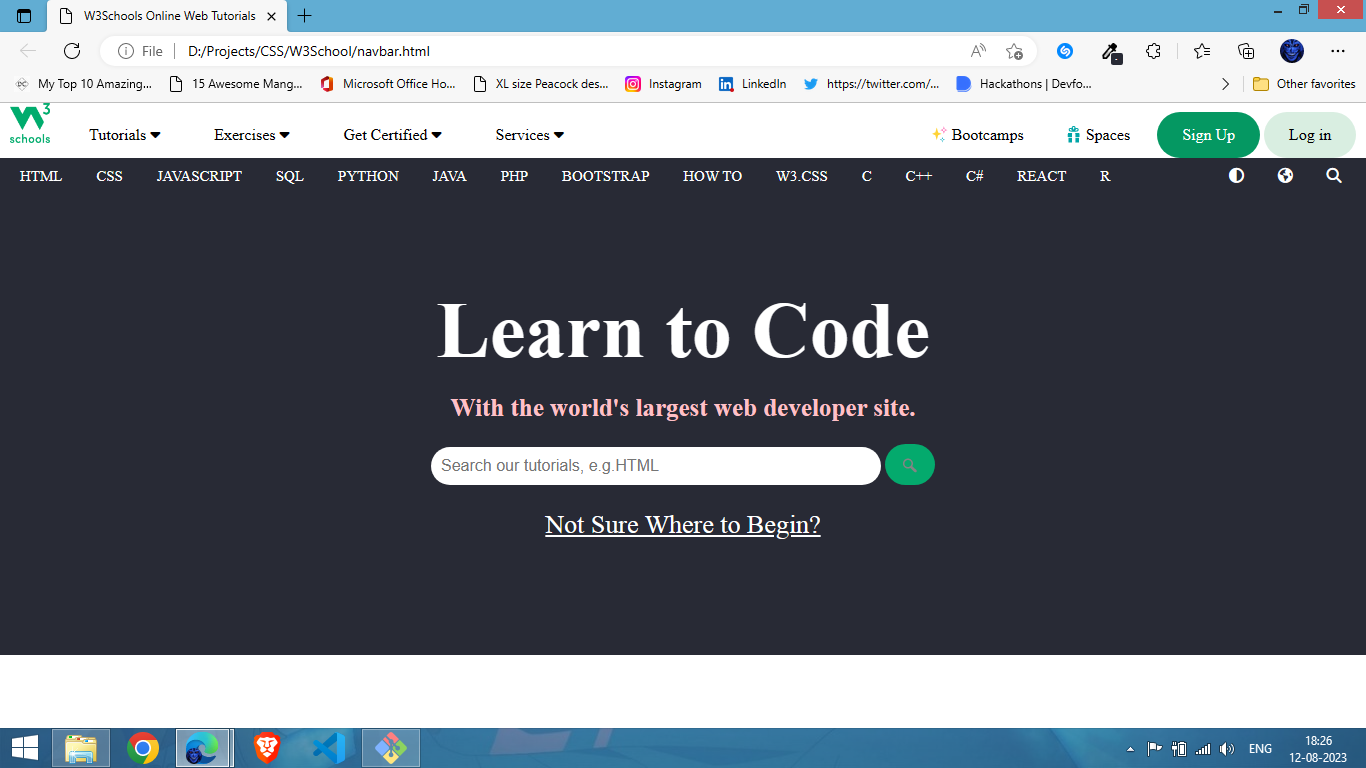 W3Schools Online Web Tutorials
File D:/Projects/CSS/W3School/navbar.html
My Top 10 Amazing... 15 Awesome Mang... Microsoft Office Ho... XL size Peacock des... Instagram LinkedIn https://twitter.com/... Hackathons | Devfo... Other favorites
W3 schools
Tutorials Exercises Get Certified Services Bootcamps Spaces Sign Up Log in
HTML CSS JAVASCRIPT SQL PYTHON JAVA PHP BOOTSTRAP HOW TO W3.CSS C C++ C# REACT R
Learn to Code
With the world's largest web developer site.
Search our tutorials, e.g.HTML
Not Sure Where to Begin?
ENG 18:26
12-08-2023